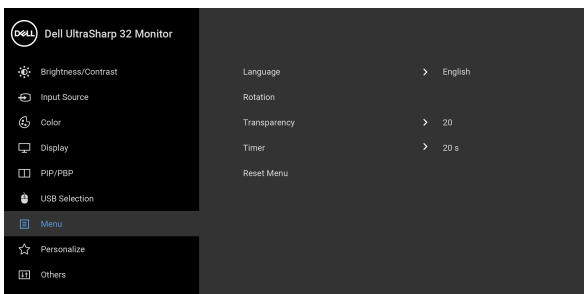 DELL Dell UltraSharp 32 Monitor
Brightness/Contrast
Language English
Input Source
Rotation
Color
Transparency 20
Display
Timer 20 s
PIP/PBP
Reset Menu
USB Selection
Menu
Personalize
Others